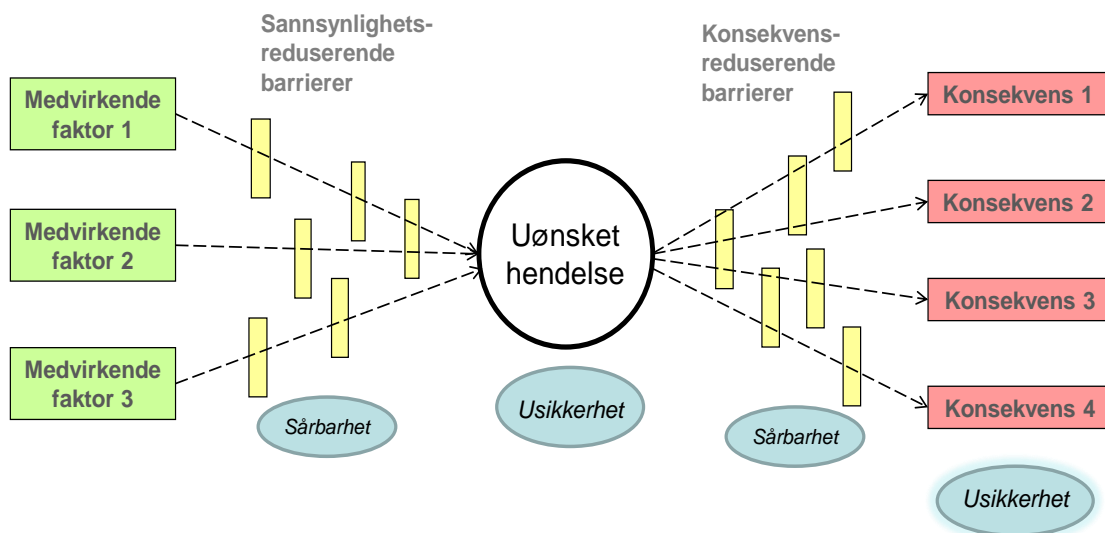 Sannsynlighets-
reduserende
barrierer
Konsekvens-
reduserende
barrierer
Medvirkende
faktor 1
Medvirkende
faktor 2
Medvirkende
faktor 3
Uønsket
hendelse
Konsekvens 1
Konsekvens 2
Konsekvens 3
Konsekvens 4
Sårbarhet
Usikkerhet
Sårbarhet
Usikkerhet